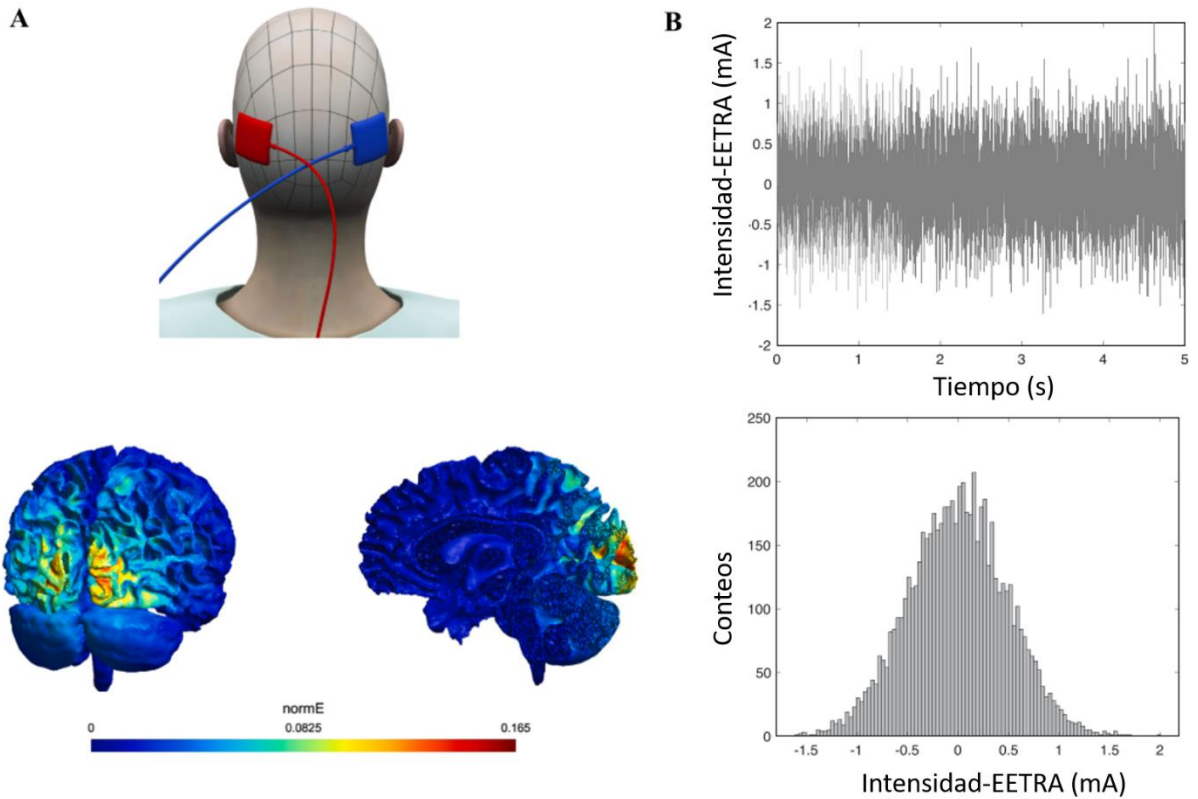 A
B
2
1.5
1
0.5
0
-0.5
-1
-1.5
-2
Intensidad-EETRA (mA)
0 1 2 3 4 5
Tiempo (s)
normE
0 0.0825 0.165
250
200
150
100
50
0
Conteos
-1.5 -1 -0.5 0 0.5 1 1.5 2
Intensidad-EETRA (mA)